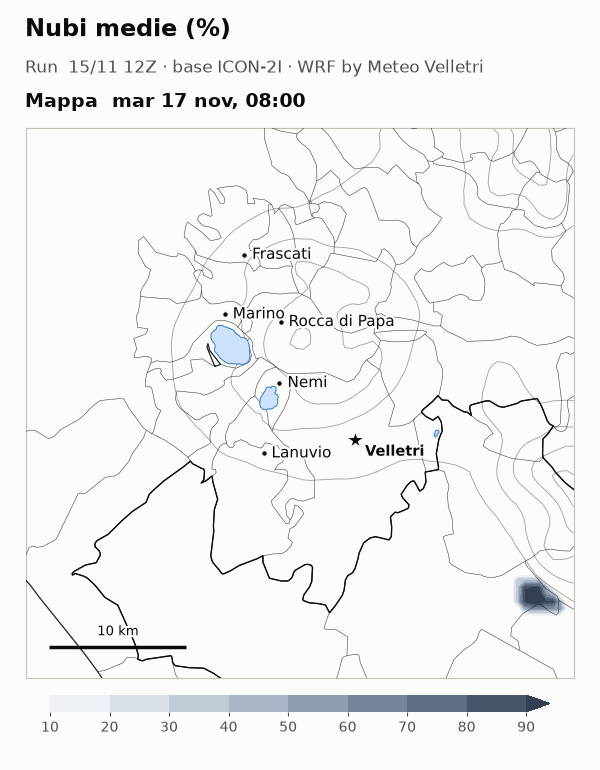 Nubi medie (%)
Run  15/11 12Z · base ICON-2I · WRF by Meteo Velletri
Mappa  mar 17 nov, 08:00
Frascati
Marino
Rocca di Papa
Nemi
Velletri
Lanuvio
10 km
10 20 30 40 50 60 70 80 90